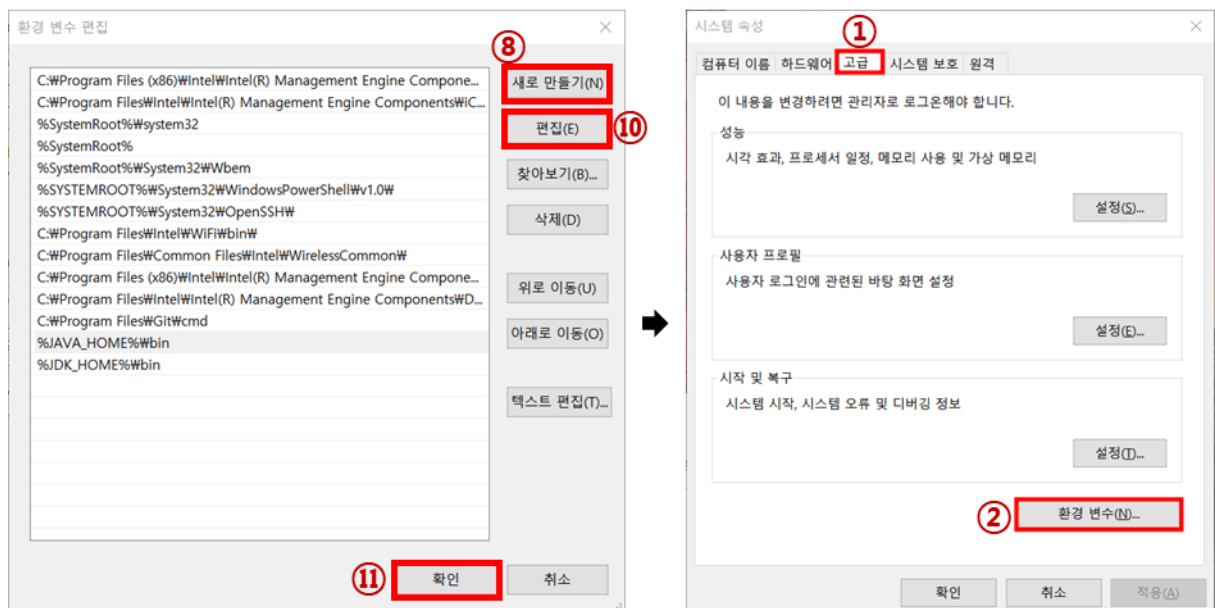 환경 변수 편집
⑧
C:₩Program Files (x86)₩Intel₩Intel(R) Management Engine Compone...
C:₩Program Files₩Intel₩Intel(R) Management Engine Components₩iC...
%SystemRoot%₩system32
%SystemRoot%
%SystemRoot%₩System32₩Wbem
%SYSTEMROOT%₩System32₩WindowsPowerShell₩v1.0₩
%SYSTEMROOT%₩System32₩OpenSSH₩
C:₩Program Files₩Intel₩WiFi₩bin₩
C:₩Program Files₩Common Files₩Intel₩WirelessCommon₩
C:₩Program Files (x86)₩Intel₩Intel(R) Management Engine Compone...
C:₩Program Files₩Intel₩Intel(R) Management Engine Components₩D...
C:₩Program Files₩Git₩cmd
%JAVA_HOME%₩bin
%JDK_HOME%₩bin
새로 만들기(N)
편집(E)
⑩
찾아보기(B)...
삭제(D)
위로 이동(U)
아래로 이동(O)
텍스트 편집(T)...
⑪
확인
취소
시스템 속성
①
컴퓨터 이름 하드웨어 고급 시스템 보호 원격
이 내용을 변경하려면 관리자로 로그온해야 합니다.
성능
시각 효과, 프로세서 일정, 메모리 사용 및 가상 메모리
설정(S)...
사용자 프로필
사용자 로그인에 관련된 바탕 화면 설정
설정(E)...
시작 및 복구
시스템 시작, 시스템 오류 및 디버깅 정보
설정(T)...
② 환경 변수(N)...
확인 취소 적용(A)